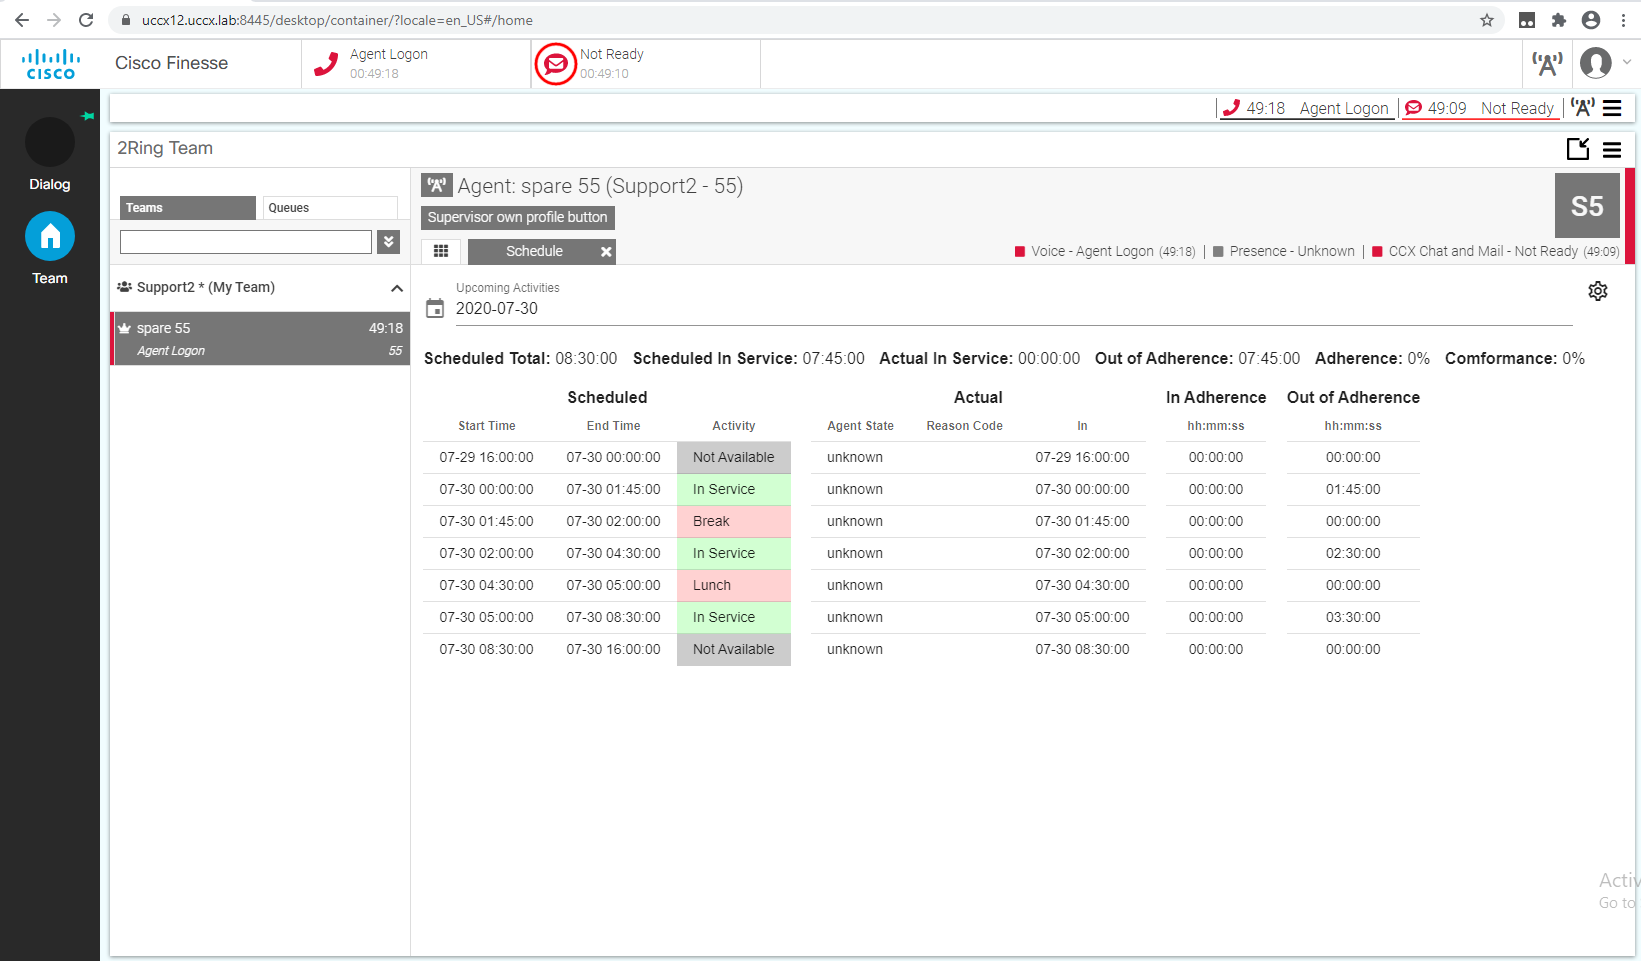 uccx12.uccx.lab:8445/desktop/container/?locale=en_US#/home
CISCO
Cisco Finesse
Agent Logon
00:49:18
Not Ready
00:49:10
49:18 Agent Logon
49:09 Not Ready
Dialog
Team
2Ring Team
Teams
Queues
Support2 * (My Team)
spare 55 49:18
Agent Logon 55
Agent: spare 55 (Support2 - 55)
Supervisor own profile button
S5
Schedule
Voice - Agent Logon (49:18) | Presence - Unknown | CCX Chat and Mail - Not Ready (49:09)
Upcoming Activities
2020-07-30
Scheduled Total: 08:30:00 Scheduled In Service: 07:45:00 Actual In Service: 00:00:00 Out of Adherence: 07:45:00 Adherence: 0% Comformance: 0%
Scheduled Actual In Adherence Out of Adherence
Start Time End Time Activity Agent State Reason Code In hh:mm:ss hh:mm:ss
07-29 16:00:00 07-30 00:00:00 Not Available unknown 07-29 16:00:00 00:00:00 00:00:00
07-30 00:00:00 07-30 01:45:00 In Service unknown 07-30 00:00:00 00:00:00 01:45:00
07-30 01:45:00 07-30 02:00:00 Break unknown 07-30 01:45:00 00:00:00 00:00:00
07-30 02:00:00 07-30 04:30:00 In Service unknown 07-30 02:00:00 00:00:00 02:30:00
07-30 04:30:00 07-30 05:00:00 Lunch unknown 07-30 04:30:00 00:00:00 00:00:00
07-30 05:00:00 07-30 08:30:00 In Service unknown 07-30 05:00:00 00:00:00 03:30:00
07-30 08:30:00 07-30 16:00:00 Not Available unknown 07-30 08:30:00 00:00:00 00:00:00
Activ
Go to